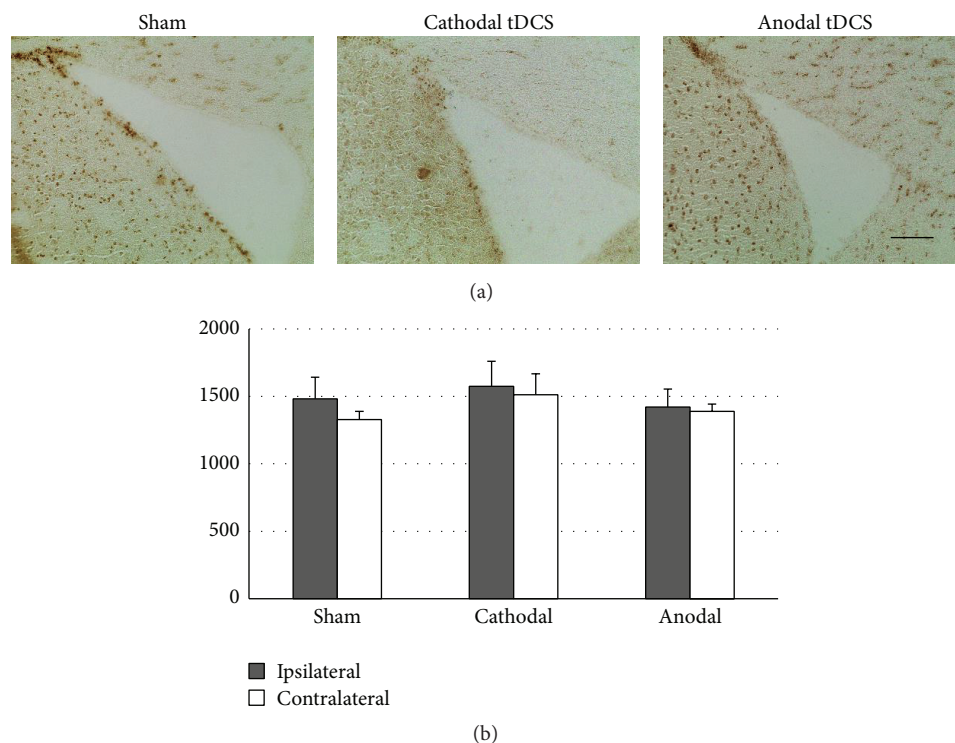 Sham Cathodal tDCS Anodal tDCS
(a)
2000
1500
1000
500
0
Sham Cathodal Anodal
Ipsilateral
Contralateral
(b)